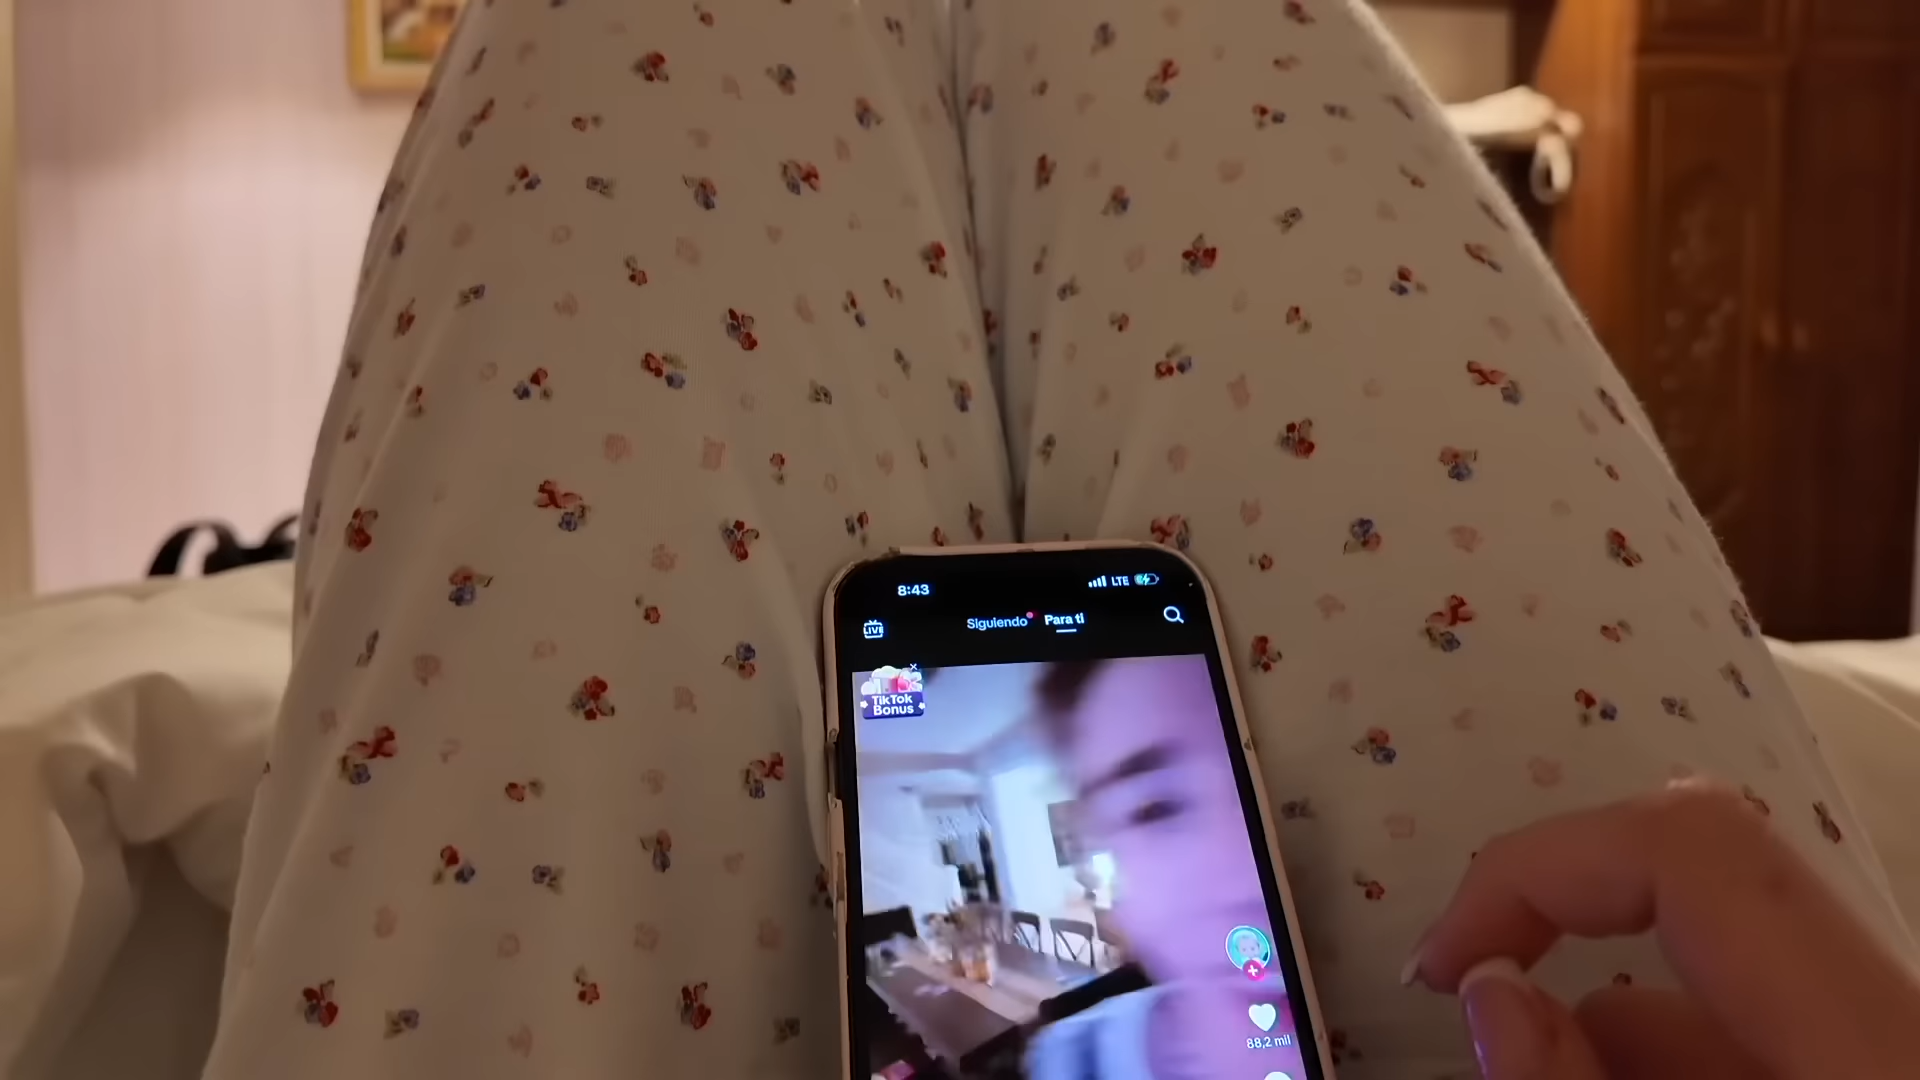 8:43
LTE
LIVE
Siguiendo
Para ti
TikTok
Bonus
88,2 mil